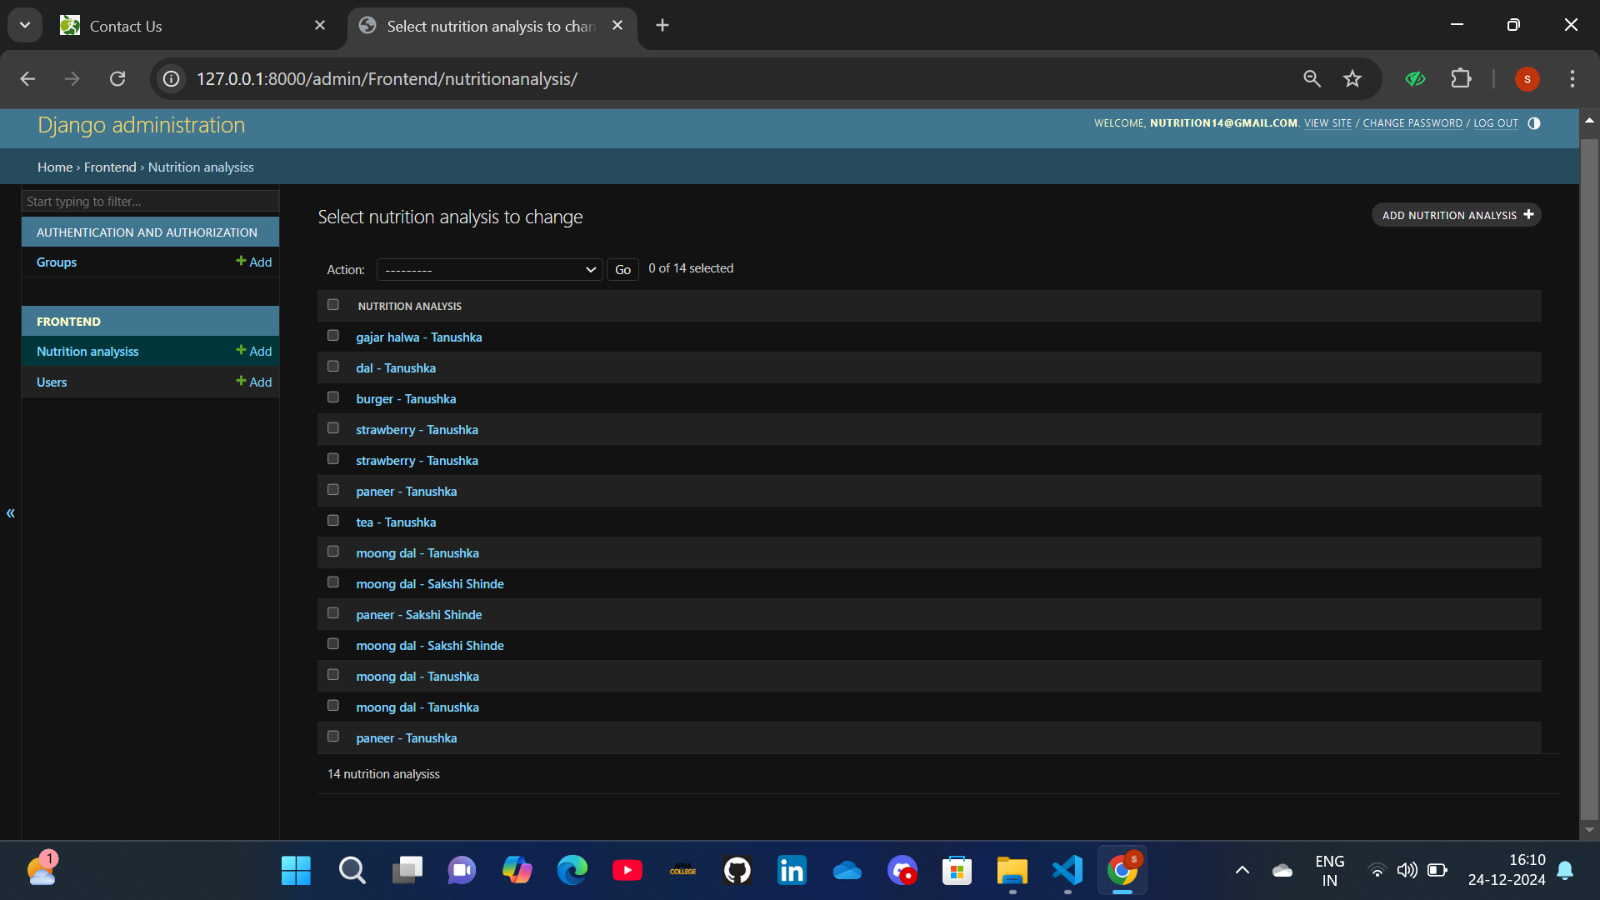 Contact Us
Select nutrition analysis to chan
127.0.0.1:8000/admin/Frontend/nutritionanalysis/
S
Django administration
WELCOME, NUTRITION14@GMAIL.COM. VIEW SITE / CHANGE PASSWORD / LOG OUT
Home › Frontend › Nutrition analysiss
Start typing to filter...
AUTHENTICATION AND AUTHORIZATION
Groups + Add
FRONTEND
Nutrition analysiss + Add
Users + Add
«
Select nutrition analysis to change
ADD NUTRITION ANALYSIS +
Action: --------- Go 0 of 14 selected
NUTRITION ANALYSIS
gajar halwa - Tanushka
dal - Tanushka
burger - Tanushka
strawberry - Tanushka
strawberry - Tanushka
paneer - Tanushka
tea - Tanushka
moong dal - Tanushka
moong dal - Sakshi Shinde
paneer - Sakshi Shinde
moong dal - Sakshi Shinde
moong dal - Tanushka
moong dal - Tanushka
paneer - Tanushka
14 nutrition analysiss
1
APNA
COLLEGE
in
S
ENG
IN
16:10
24-12-2024